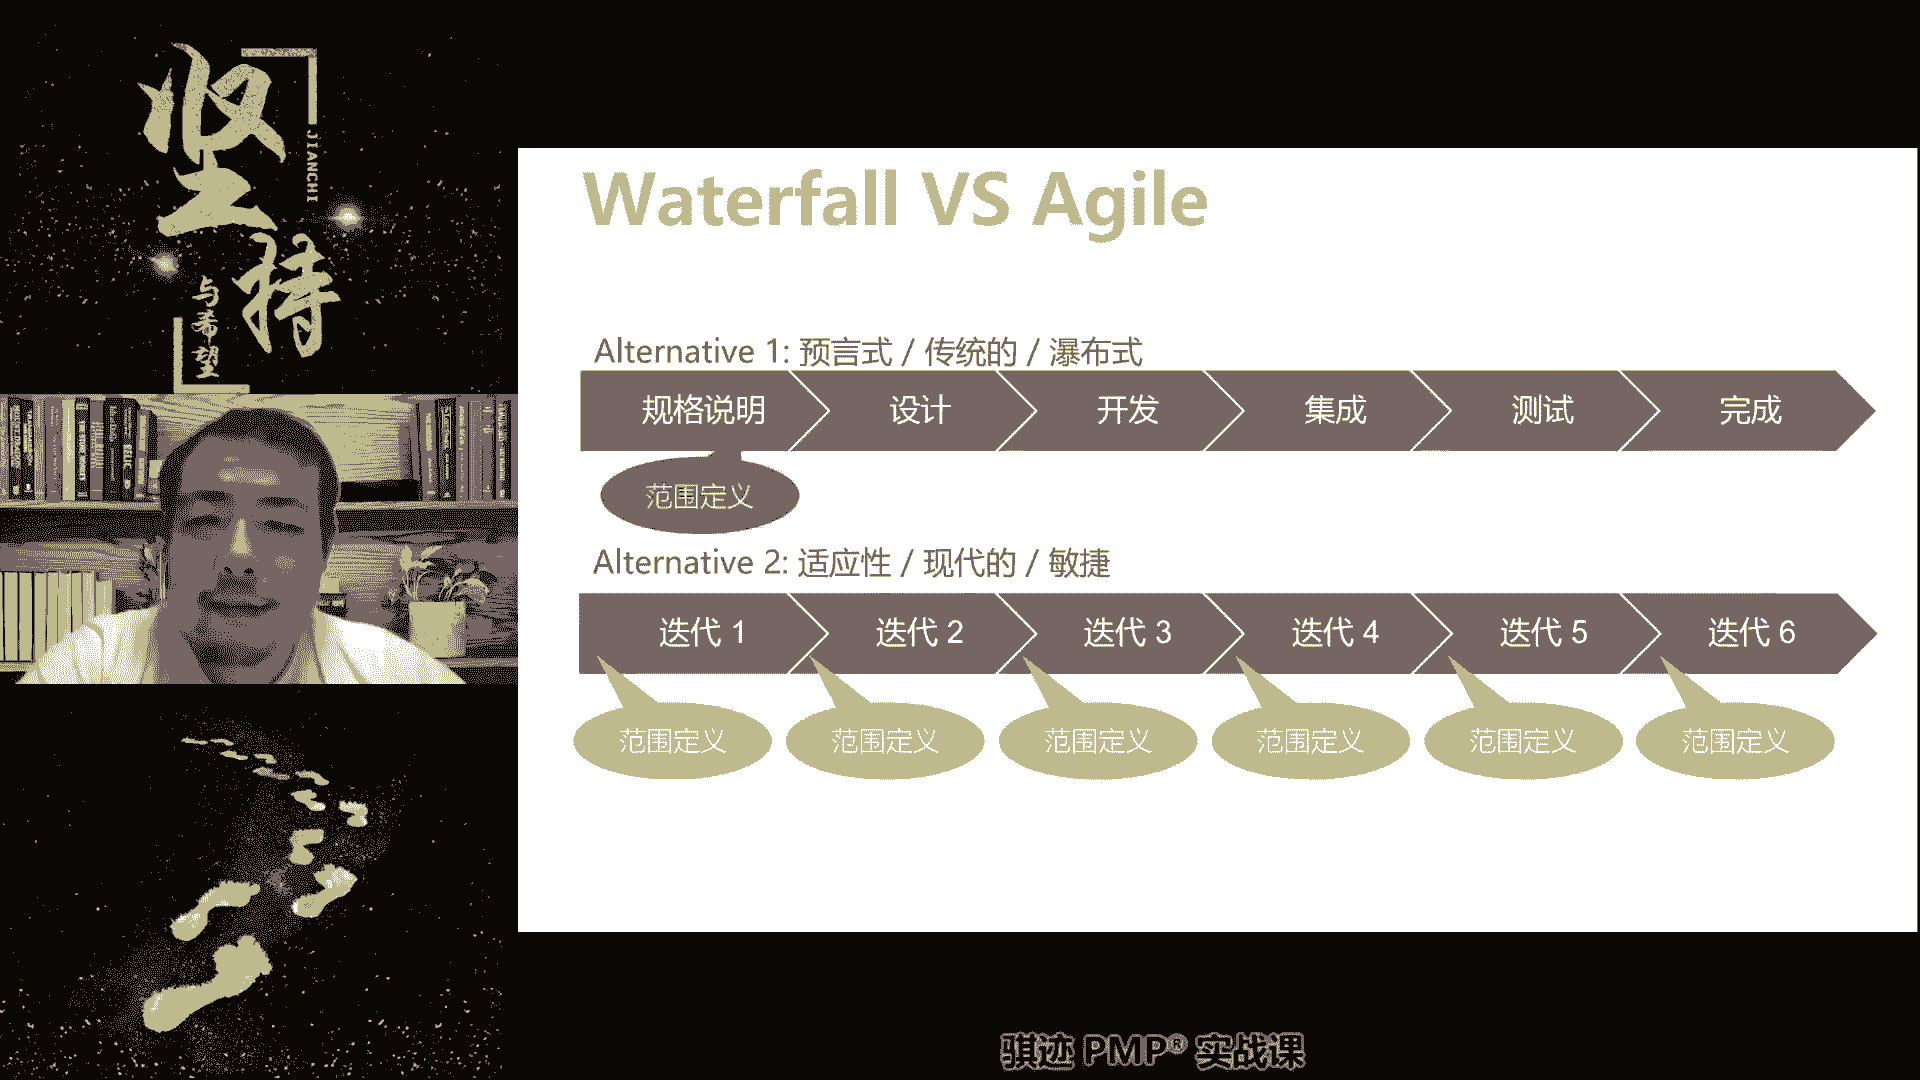 坚持
JIANCHI
与希望
Waterfall VS Agile
Alternative 1: 预言式 / 传统的 / 瀑布式
规格说明 设计 开发 集成 测试 完成
范围定义
Alternative 2: 适应性 / 现代的 / 敏捷
迭代 1 迭代 2 迭代 3 迭代 4 迭代 5 迭代 6
范围定义 范围定义 范围定义 范围定义 范围定义 范围定义
骐迹 PMP® 实战课